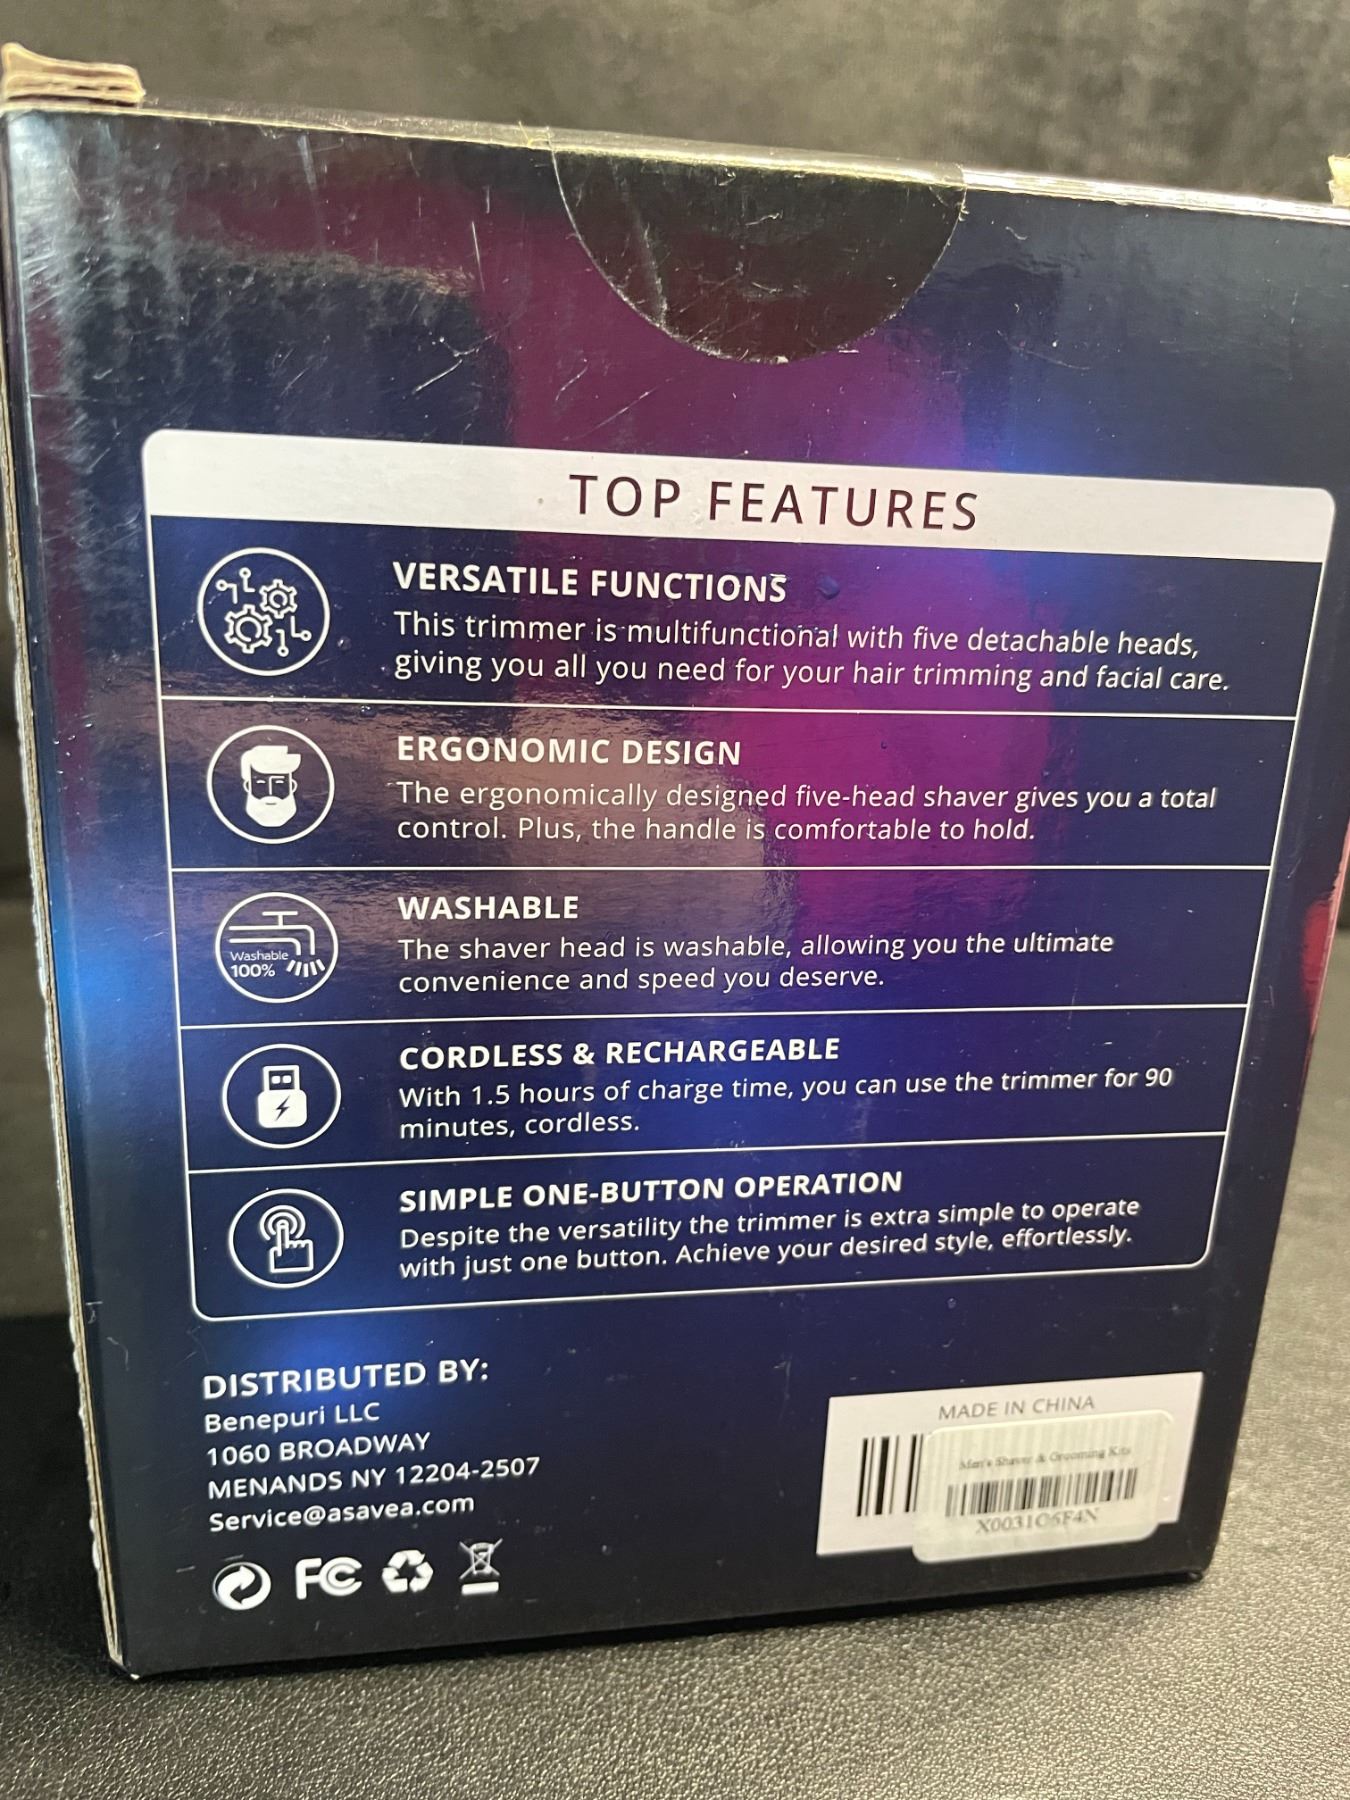 TOP FEATURES
VERSATILE FUNCTIONS
This trimmer is multifunctional with five detachable heads,
giving you all you need for your hair trimming and facial care.
ERGONOMIC DESIGN
The ergonomically designed five-head shaver gives you a total
control. Plus, the handle is comfortable to hold.
Washable
100%
WASHABLE
The shaver head is washable, allowing you the ultimate
convenience and speed you deserve.
CORDLESS & RECHARGEABLE
With 1.5 hours of charge time, you can use the trimmer for 90
minutes, cordless.
SIMPLE ONE-BUTTON OPERATION
Despite the versatility the trimmer is extra simple to operate
with just one button. Achieve your desired style, effortlessly.
DISTRIBUTED BY:
Benepuri LLC
1060 BROADWAY
MENANDS NY 12204-2507
Service@asavea.com
FC
MADE IN CHINA
Men's Shaver & Grooming Kits